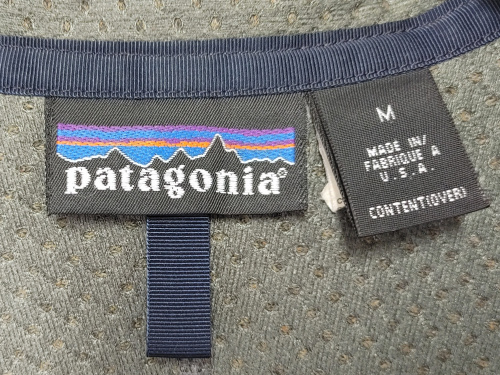 patagonia®
M
MADE IN/
FABRIQUE A
U.S.A.
CONTENT(OVER)